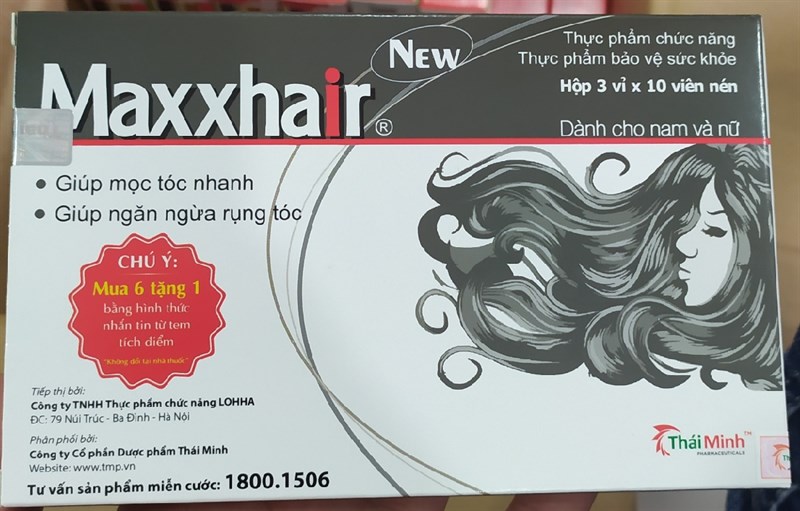 Maxxhair®
NEW
Thực phẩm chức năng
Thực phẩm bảo vệ sức khỏe
Hộp 3 vỉ x 10 viên nén
Dành cho nam và nữ
• Giúp mọc tóc nhanh
• Giúp ngăn ngừa rụng tóc
CHÚ Ý:
Mua 6 tặng 1
bằng hình thức
nhắn tin từ tem
tích điểm
"Không đổi tại nhà thuốc"
Tiếp thị bởi:
Công ty TNHH Thực phẩm chức năng LOHHA
ĐC: 79 Núi Trúc - Ba Đình - Hà Nội
Phân phối bởi:
Công ty Cổ phần Dược phẩm Thái Minh
Website: www.tmp.vn
Tư vấn sản phẩm miễn cước: 1800.1506
Thái Minh™
PHARMACEUTICALS